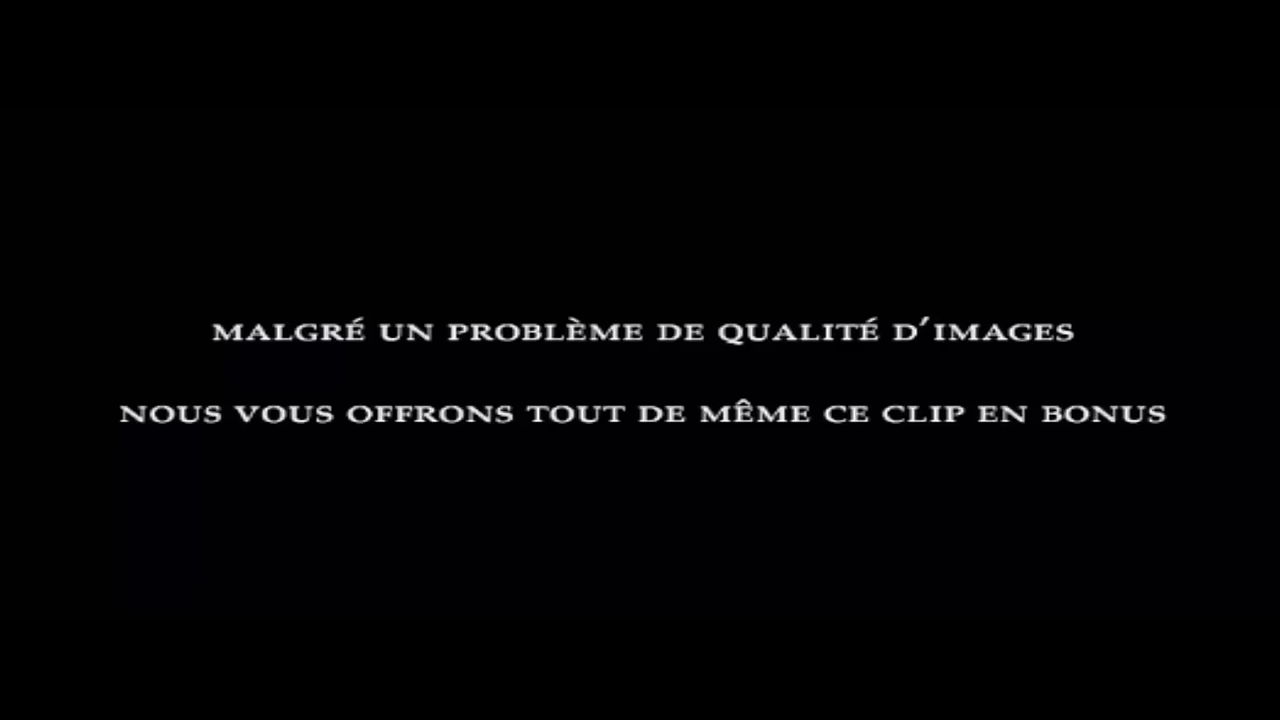 MALGRÉ UN PROBLÈME DE QUALITÉ D'IMAGES
NOUS VOUS OFFRONS TOUT DE MÊME CE CLIP EN BONUS